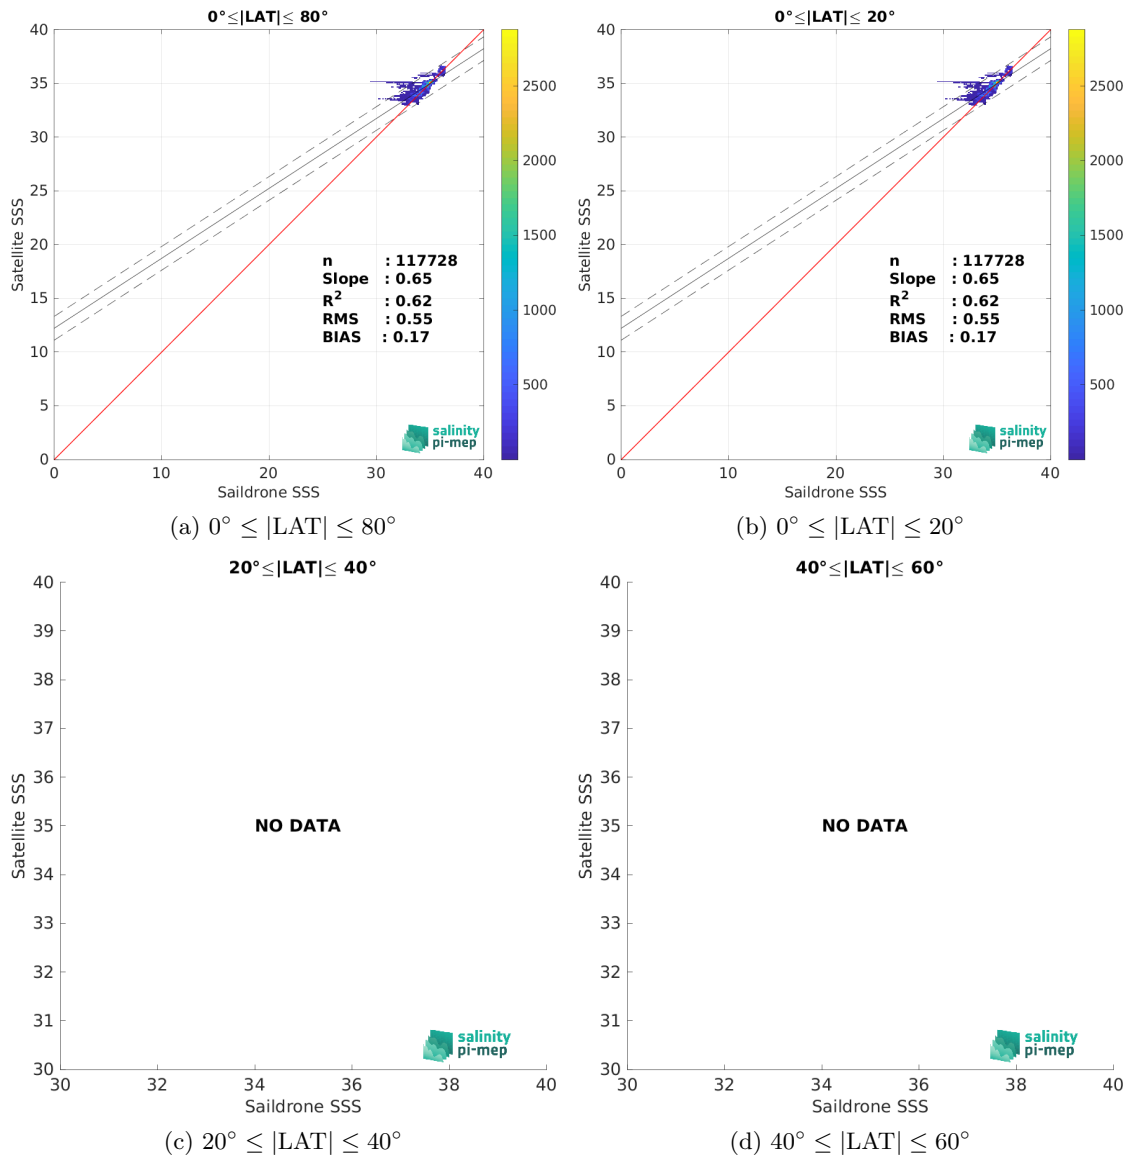 0°≤|LAT|≤ 80°
40
35
30
25
20
15
10
5
0
Satellite SSS
n : 117728
Slope : 0.65
R² : 0.62
RMS : 0.55
BIAS : 0.17
salinity
pi-mep
0 10 20 30 40
Saildrone SSS
2500
2000
1500
1000
500
(a) 0° ≤ |LAT| ≤ 80°
0°≤|LAT|≤ 20°
40
35
30
25
20
15
10
5
0
Satellite SSS
n : 117728
Slope : 0.65
R² : 0.62
RMS : 0.55
BIAS : 0.17
salinity
pi-mep
0 10 20 30 40
Saildrone SSS
2500
2000
1500
1000
500
(b) 0° ≤ |LAT| ≤ 20°
20°≤|LAT|≤ 40°
40
39
38
37
36
35
34
33
32
31
30
Satellite SSS
NO DATA
salinity
pi-mep
30 32 34 36 38 40
Saildrone SSS
(c) 20° ≤ |LAT| ≤ 40°
40°≤|LAT|≤ 60°
40
39
38
37
36
35
34
33
32
31
30
Satellite SSS
NO DATA
salinity
pi-mep
30 32 34 36 38 40
Saildrone SSS
(d) 40° ≤ |LAT| ≤ 60°